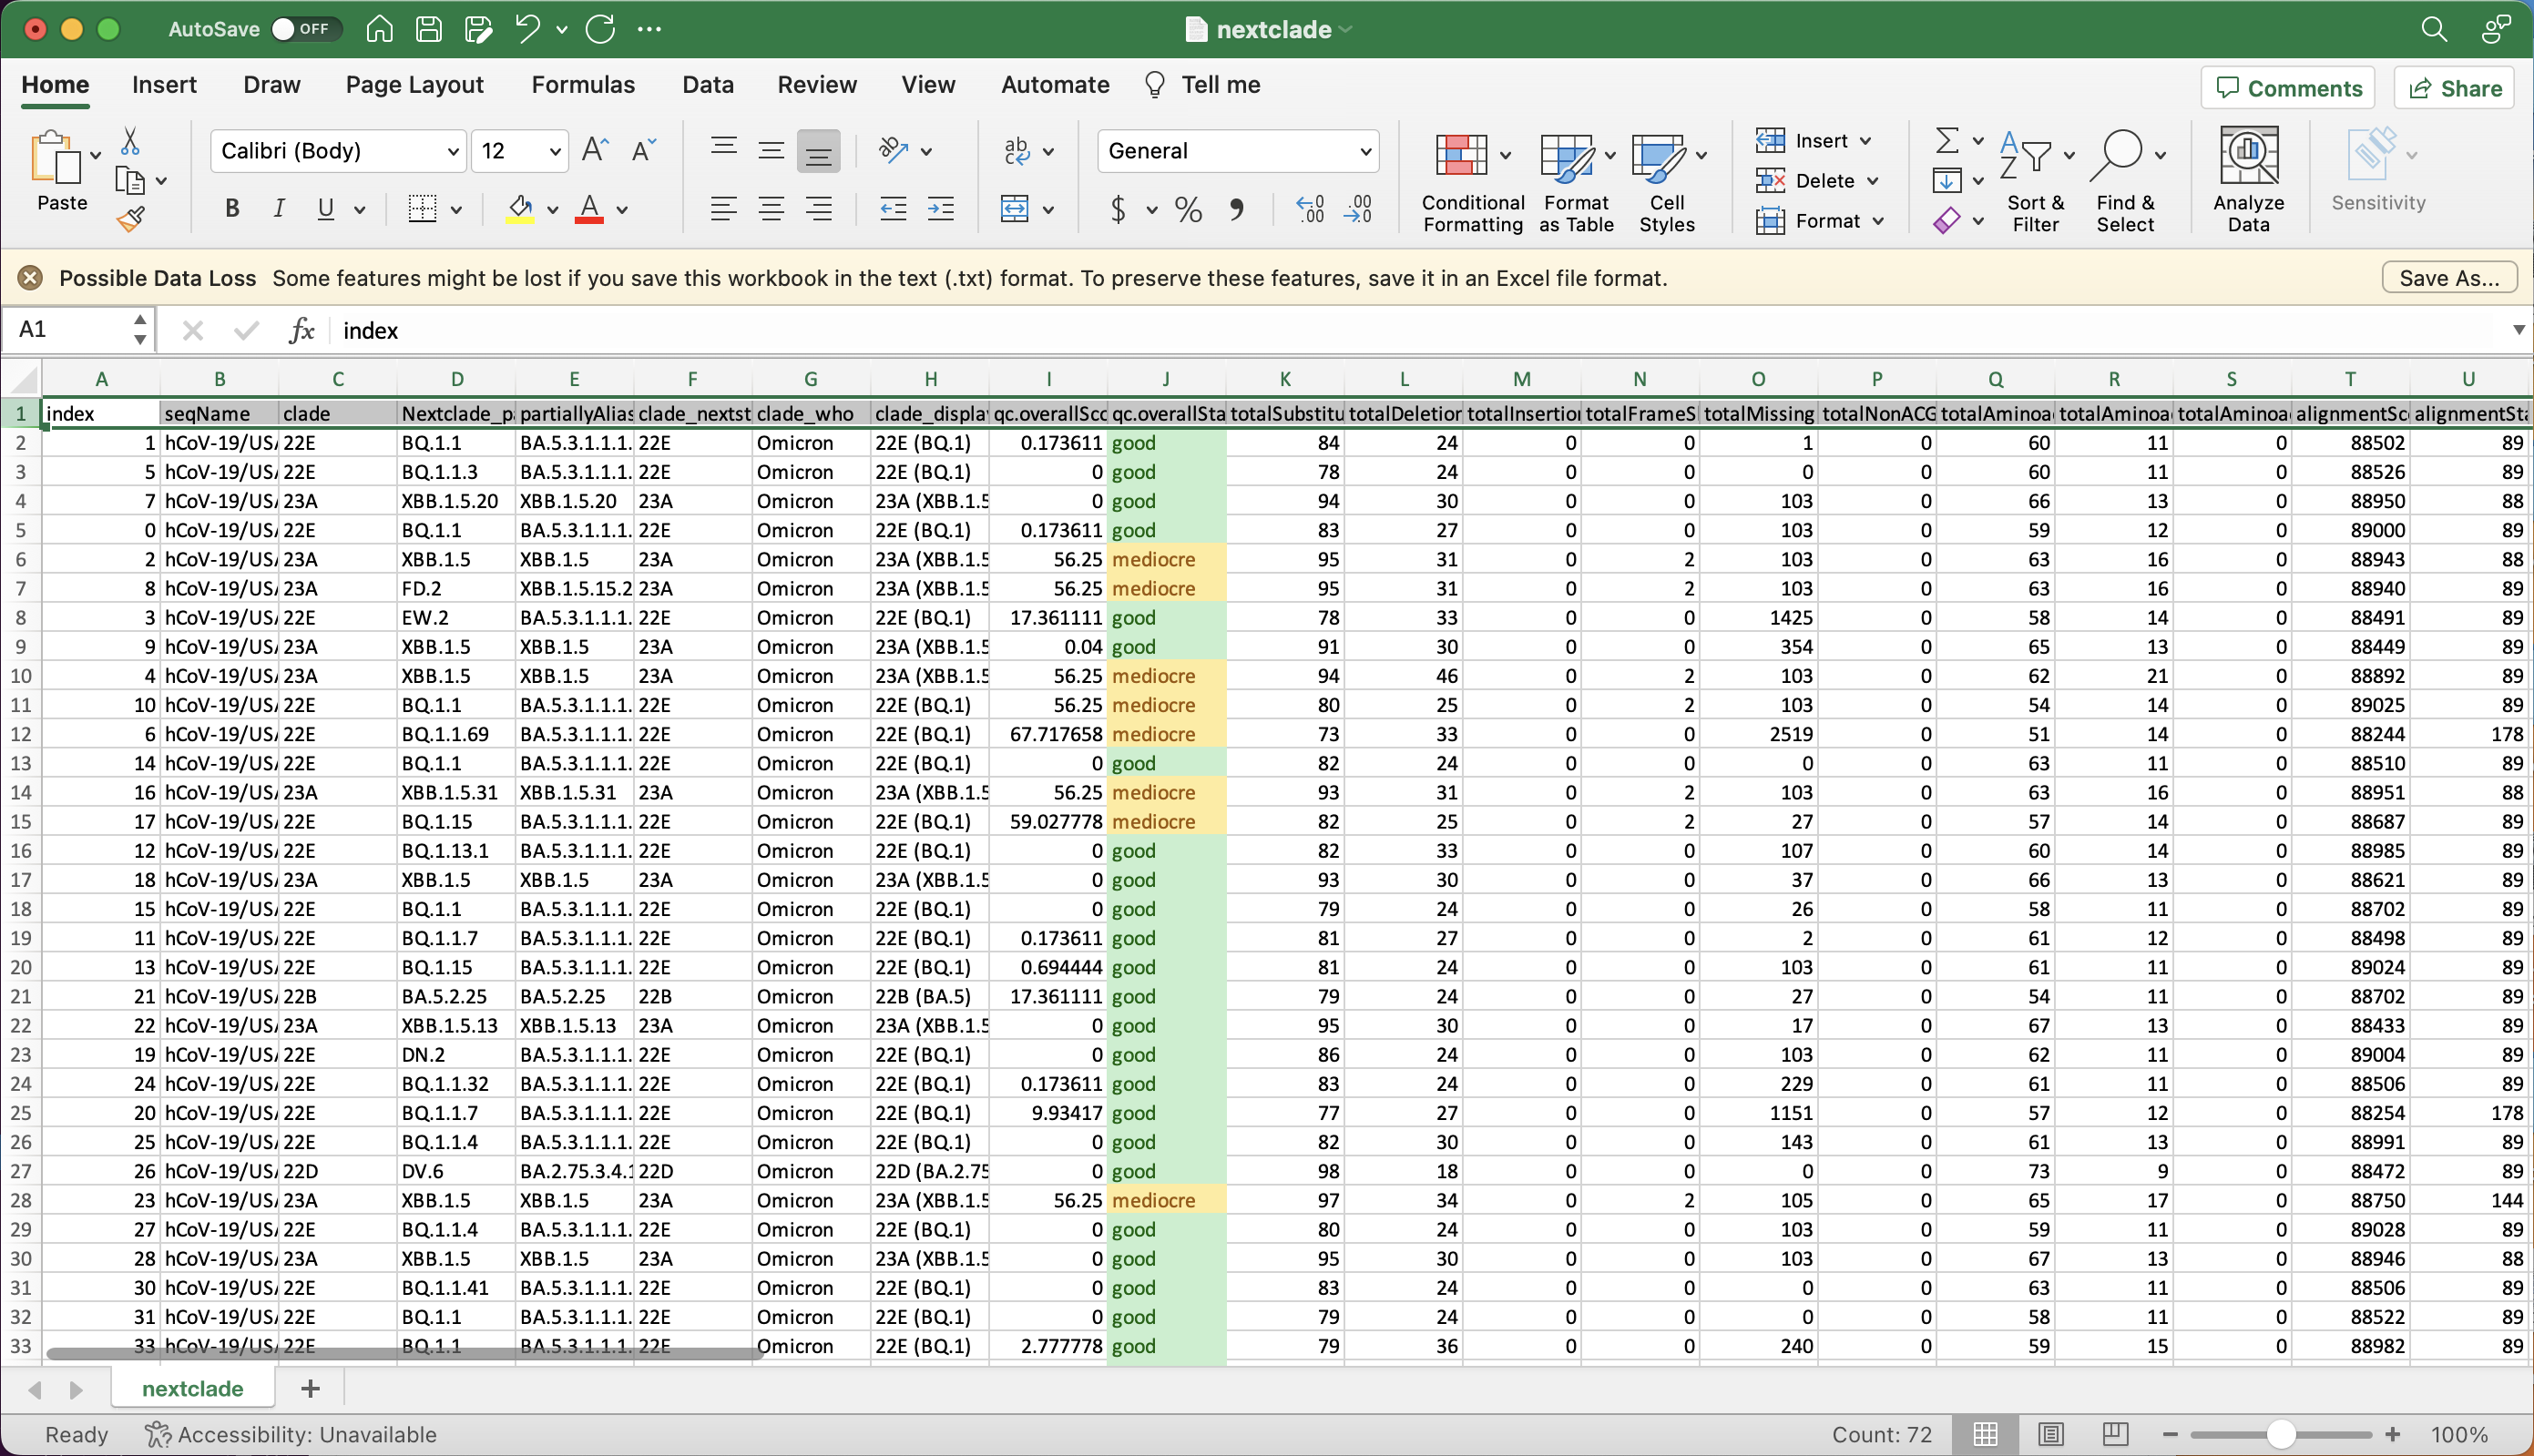 AutoSave OFF nextclade
Home Insert Draw Page Layout Formulas Data Review View Automate Tell me Comments Share
Paste Calibri (Body) 12 General Conditional Formatting Format as Table Cell Styles Insert Delete Format Sort & Filter Find & Select Analyze Data Sensitivity
Possible Data Loss Some features might be lost if you save this workbook in the text (.txt) format. To preserve these features, save it in an Excel file format. Save As...
A1 fx index
A B C D E F G H I J K L M N O P Q R S T U
1 index seqName clade Nextclade_p partiallyAlias clade_nextst clade_who clade_displa qc.overallSco qc.overallSta totalSubstitu totalDeletion totalInsertion totalFrameS totalMissing totalNonACG totalAminoa totalAminoa totalAminoa alignmentSc alignmentSta
2 1 hCoV-19/USA 22E BQ.1.1 BA.5.3.1.1.1. 22E Omicron 22E (BQ.1) 0.173611 good 84 24 0 0 1 0 60 11 0 88502 89
3 5 hCoV-19/USA 22E BQ.1.1.3 BA.5.3.1.1.1. 22E Omicron 22E (BQ.1) 0 good 78 24 0 0 0 0 60 11 0 88526 89
4 7 hCoV-19/USA 23A XBB.1.5.20 XBB.1.5.20 23A Omicron 23A (XBB.1.5 0 good 94 30 0 0 103 0 66 13 0 88950 88
5 0 hCoV-19/USA 22E BQ.1.1 BA.5.3.1.1.1. 22E Omicron 22E (BQ.1) 0.173611 good 83 27 0 0 103 0 59 12 0 89000 89
6 2 hCoV-19/USA 23A XBB.1.5 XBB.1.5 23A Omicron 23A (XBB.1.5 56.25 mediocre 95 31 0 2 103 0 63 16 0 88943 88
7 8 hCoV-19/USA 23A FD.2 XBB.1.5.15.2 23A Omicron 23A (XBB.1.5 56.25 mediocre 95 31 0 2 103 0 63 16 0 88940 89
8 3 hCoV-19/USA 22E EW.2 BA.5.3.1.1.1. 22E Omicron 22E (BQ.1) 17.361111 good 78 33 0 0 1425 0 58 14 0 88491 89
9 9 hCoV-19/USA 23A XBB.1.5 XBB.1.5 23A Omicron 23A (XBB.1.5 0.04 good 91 30 0 0 354 0 65 13 0 88449 89
10 4 hCoV-19/USA 23A XBB.1.5 XBB.1.5 23A Omicron 23A (XBB.1.5 56.25 mediocre 94 46 0 2 103 0 62 21 0 88892 89
11 10 hCoV-19/USA 22E BQ.1.1 BA.5.3.1.1.1. 22E Omicron 22E (BQ.1) 56.25 mediocre 80 25 0 2 103 0 54 14 0 89025 89
12 6 hCoV-19/USA 22E BQ.1.1.69 BA.5.3.1.1.1. 22E Omicron 22E (BQ.1) 67.717658 mediocre 73 33 0 0 2519 0 51 14 0 88244 178
13 14 hCoV-19/USA 22E BQ.1.1 BA.5.3.1.1.1. 22E Omicron 22E (BQ.1) 0 good 82 24 0 0 0 0 63 11 0 88510 89
14 16 hCoV-19/USA 23A XBB.1.5.31 XBB.1.5.31 23A Omicron 23A (XBB.1.5 56.25 mediocre 93 31 0 2 103 0 63 16 0 88951 88
15 17 hCoV-19/USA 22E BQ.1.15 BA.5.3.1.1.1. 22E Omicron 22E (BQ.1) 59.027778 mediocre 82 25 0 2 27 0 57 14 0 88687 89
16 12 hCoV-19/USA 22E BQ.1.13.1 BA.5.3.1.1.1. 22E Omicron 22E (BQ.1) 0 good 82 33 0 0 107 0 60 14 0 88985 89
17 18 hCoV-19/USA 23A XBB.1.5 XBB.1.5 23A Omicron 23A (XBB.1.5 0 good 93 30 0 0 37 0 66 13 0 88621 89
18 15 hCoV-19/USA 22E BQ.1.1 BA.5.3.1.1.1. 22E Omicron 22E (BQ.1) 0 good 79 24 0 0 26 0 58 11 0 88702 89
19 11 hCoV-19/USA 22E BQ.1.1.7 BA.5.3.1.1.1. 22E Omicron 22E (BQ.1) 0.173611 good 81 27 0 0 2 0 61 12 0 88498 89
20 13 hCoV-19/USA 22E BQ.1.15 BA.5.3.1.1.1. 22E Omicron 22E (BQ.1) 0.694444 good 81 24 0 0 103 0 61 11 0 89024 89
21 21 hCoV-19/USA 22B BA.5.2.25 BA.5.2.25 22B Omicron 22B (BA.5) 17.361111 good 79 24 0 0 27 0 54 11 0 88702 89
22 22 hCoV-19/USA 23A XBB.1.5.13 XBB.1.5.13 23A Omicron 23A (XBB.1.5 0 good 95 30 0 0 17 0 67 13 0 88433 89
23 19 hCoV-19/USA 22E DN.2 BA.5.3.1.1.1. 22E Omicron 22E (BQ.1) 0 good 86 24 0 0 103 0 62 11 0 89004 89
24 24 hCoV-19/USA 22E BQ.1.1.32 BA.5.3.1.1.1. 22E Omicron 22E (BQ.1) 0.173611 good 83 24 0 0 229 0 61 11 0 88506 89
25 20 hCoV-19/USA 22E BQ.1.1.7 BA.5.3.1.1.1. 22E Omicron 22E (BQ.1) 9.93417 good 77 27 0 0 1151 0 57 12 0 88254 178
26 25 hCoV-19/USA 22E BQ.1.1.4 BA.5.3.1.1.1. 22E Omicron 22E (BQ.1) 0 good 82 30 0 0 143 0 61 13 0 88991 89
27 26 hCoV-19/USA 22D DV.6 BA.2.75.3.4.1 22D Omicron 22D (BA.2.75 0 good 98 18 0 0 0 0 73 9 0 88472 89
28 23 hCoV-19/USA 23A XBB.1.5 XBB.1.5 23A Omicron 23A (XBB.1.5 56.25 mediocre 97 34 0 2 105 0 65 17 0 88750 144
29 27 hCoV-19/USA 22E BQ.1.1.4 BA.5.3.1.1.1. 22E Omicron 22E (BQ.1) 0 good 80 24 0 0 103 0 59 11 0 89028 89
30 28 hCoV-19/USA 23A XBB.1.5 XBB.1.5 23A Omicron 23A (XBB.1.5 0 good 95 30 0 0 103 0 67 13 0 88946 88
31 30 hCoV-19/USA 22E BQ.1.1.41 BA.5.3.1.1.1. 22E Omicron 22E (BQ.1) 0 good 83 24 0 0 0 0 63 11 0 88506 89
32 31 hCoV-19/USA 22E BQ.1.1 BA.5.3.1.1.1. 22E Omicron 22E (BQ.1) 0 good 79 24 0 0 0 0 58 11 0 88522 89
33 33 hCoV-19/USA 22E BQ.1.1 BA.5.3.1.1.1. 22E Omicron 22E (BQ.1) 2.777778 good 79 36 0 0 240 0 59 15 0 88982 89
nextclade
Ready Accessibility: Unavailable Count: 72 100%